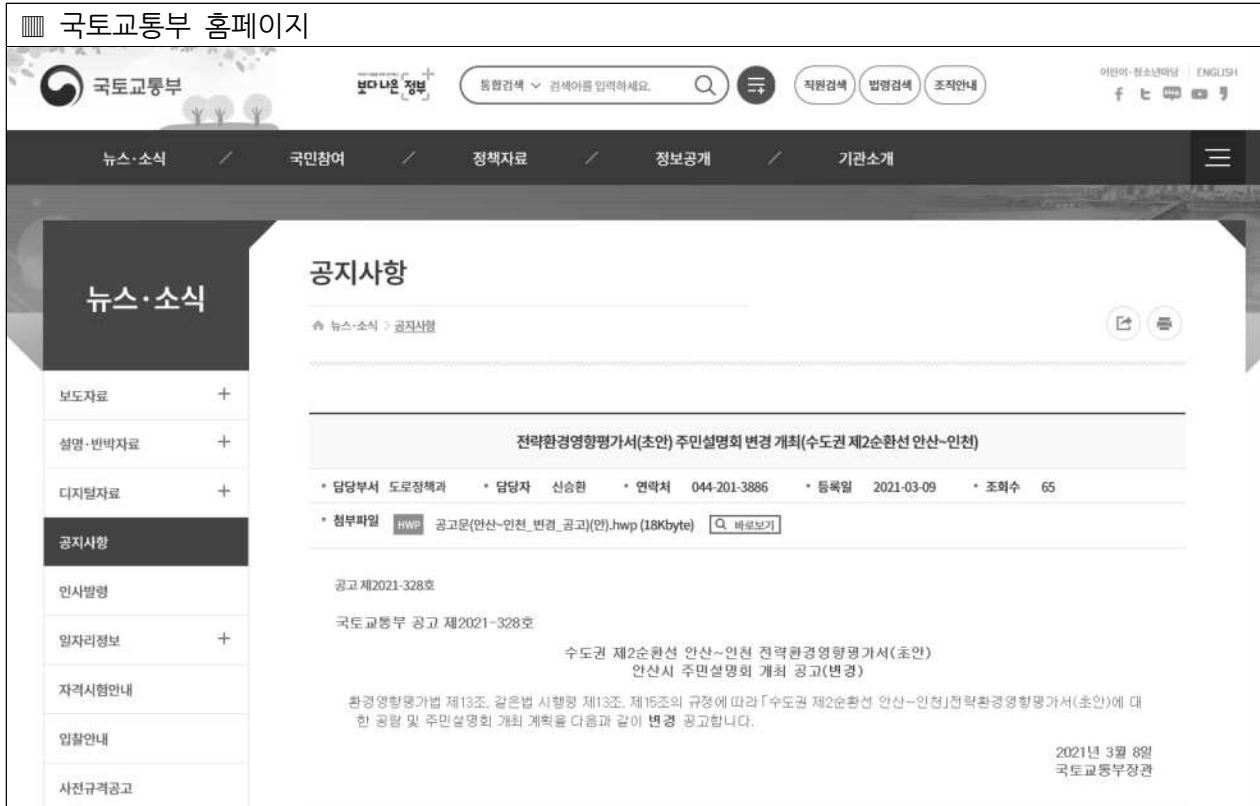 ▥ 국토교통부 홈페이지
국토교통부
보다나은 정부
통합검색 검색어를 입력하세요.
직원검색 법령검색 조직안내
어린이·청소년마당 ENGLISH
뉴스·소식 / 국민참여 / 정책자료 / 정보공개 / 기관소개
뉴스·소식
보도자료 +
설명·반박자료 +
디지털자료 +
공지사항
인사발령
일자리정보 +
자격시험안내
입찰안내
사전규격공고
공지사항
뉴스·소식 > 공지사항
전략환경영향평가서(초안) 주민설명회 변경 개최(수도권 제2순환선 안산~인천)
• 담당부서 도로정책과 • 담당자 신승환 • 연락처 044-201-3886 • 등록일 2021-03-09 • 조회수 65
• 첨부파일 HWP 공고문(안산~인천_변경_공고)(안).hwp (18Kbyte) 바로보기
공고 제2021-328호
국토교통부 공고 제2021-328호
수도권 제2순환선 안산~인천 전략환경영향평가서(초안)
안산시 주민설명회 개최 공고(변경)
환경영향평가법 제13조, 같은법 시행령 제13조, 제15조의 규정에 따라 「수도권 제2순환선 안산~인천」전략환경영향평가서(초안)에 대
한 공람 및 주민설명회 개최 계획을 다음과 같이 변경 공고합니다.
2021년 3월 8일
국토교통부장관